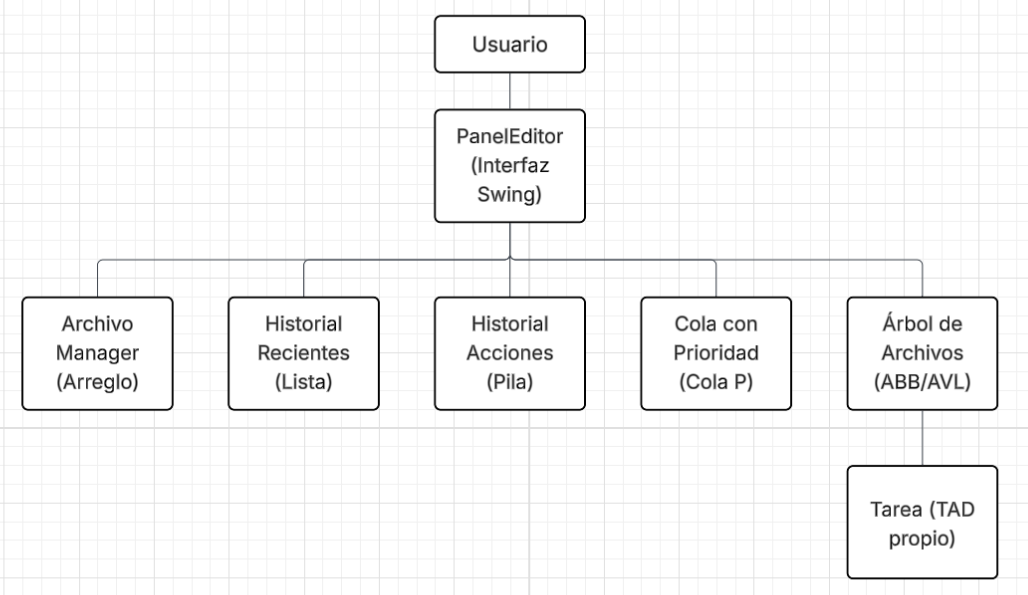 Usuario
PanelEditor
(Interfaz
Swing)
Archivo
Manager
(Arreglo)
Historial
Recientes
(Lista)
Historial
Acciones
(Pila)
Cola con
Prioridad
(Cola P)
Árbol de
Archivos
(ABB/AVL)
Tarea (TAD
propio)